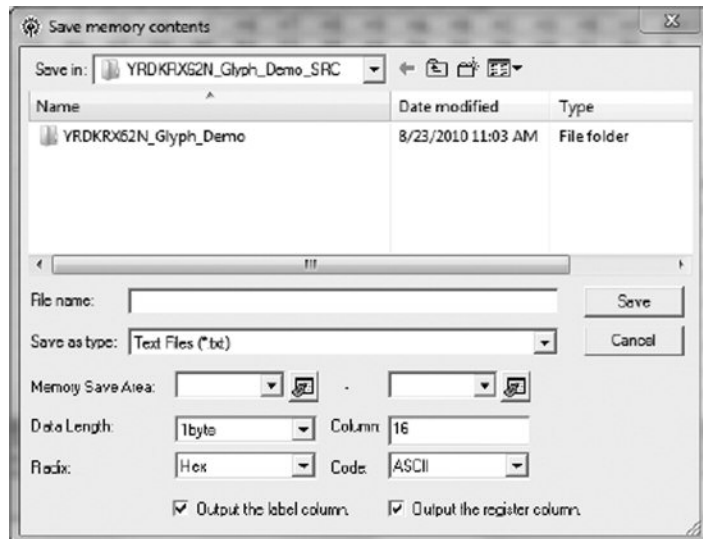 Save memory contents
Save in: YRDKRX62N_Glyph_Demo_SRC
Name Date modified Type
YRDKRX62N_Glyph_Demo 8/23/2010 11:03 AM File folder
File name: Save
Save as type: Text Files (*.txt) Cancel
Memory Save Area: -
Data Length: 1byte Column: 16
Radix: Hex Code: ASCII
Output the label column. Output the register column.